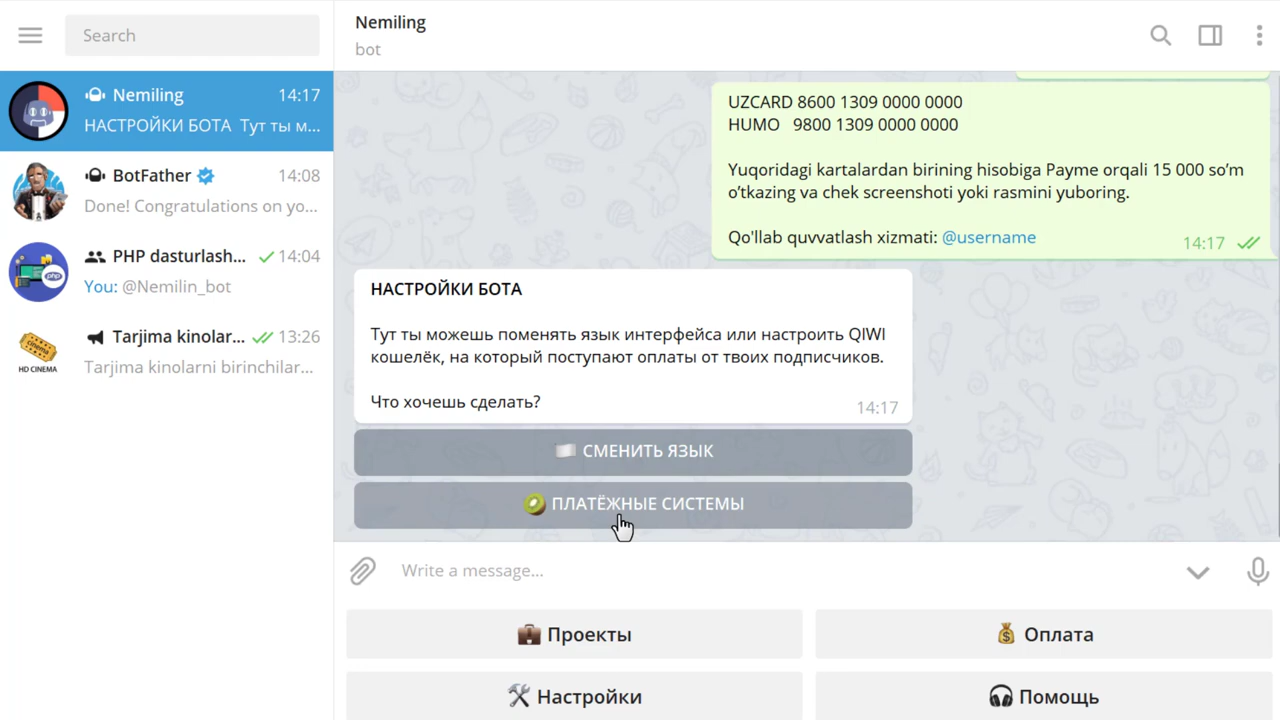 Search
Nemiling
bot
Nemiling 14:17
НАСТРОЙКИ БОТА Тут ты м...
BotFather 14:08
Done! Congratulations on yo...
PHP dasturlash... 14:04
You: @Nemilin_bot
Tarjima kinolar... 13:26
Tarjima kinolarni birinchilar...
cinema
HD CINEMA
php
UZCARD 8600 1309 0000 0000
HUMO 9800 1309 0000 0000
Yuqoridagi kartalardan birining hisobiga Payme orqali 15 000 so’m
o’tkazing va chek screenshoti yoki rasmini yuboring.
Qo'llab quvvatlash xizmati: @username
14:17
НАСТРОЙКИ БОТА
Тут ты можешь поменять язык интерфейса или настроить QIWI
кошелёк, на который поступают оплаты от твоих подписчиков.
Что хочешь сделать?
14:17
СМЕНИТЬ ЯЗЫК
ПЛАТЁЖНЫЕ СИСТЕМЫ
Write a message...
Проекты
Оплата
Настройки
Помощь